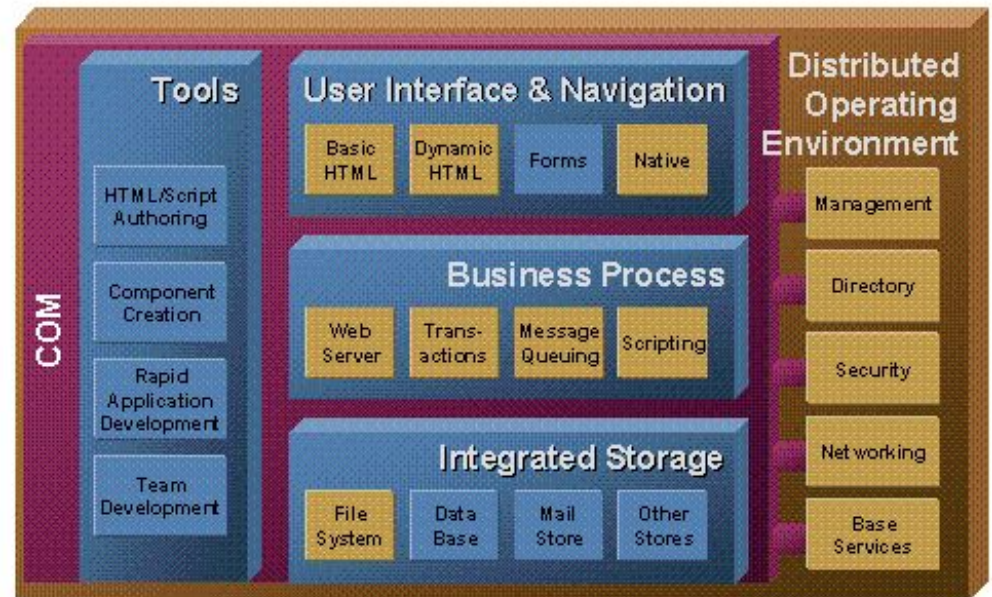 COM
Tools
HTML/Script
Authoring
Component
Creation
Rapid
Application
Development
Team
Development
User Interface & Navigation
Basic
HTML
Dynamic
HTML
Forms
Native
Business Process
Web
Server
Trans-
actions
Message
Queuing
Scripting
Integrated Storage
File
System
Data
Base
Mail
Store
Other
Stores
Distributed
Operating
Environment
Management
Directory
Security
Networking
Base
Services